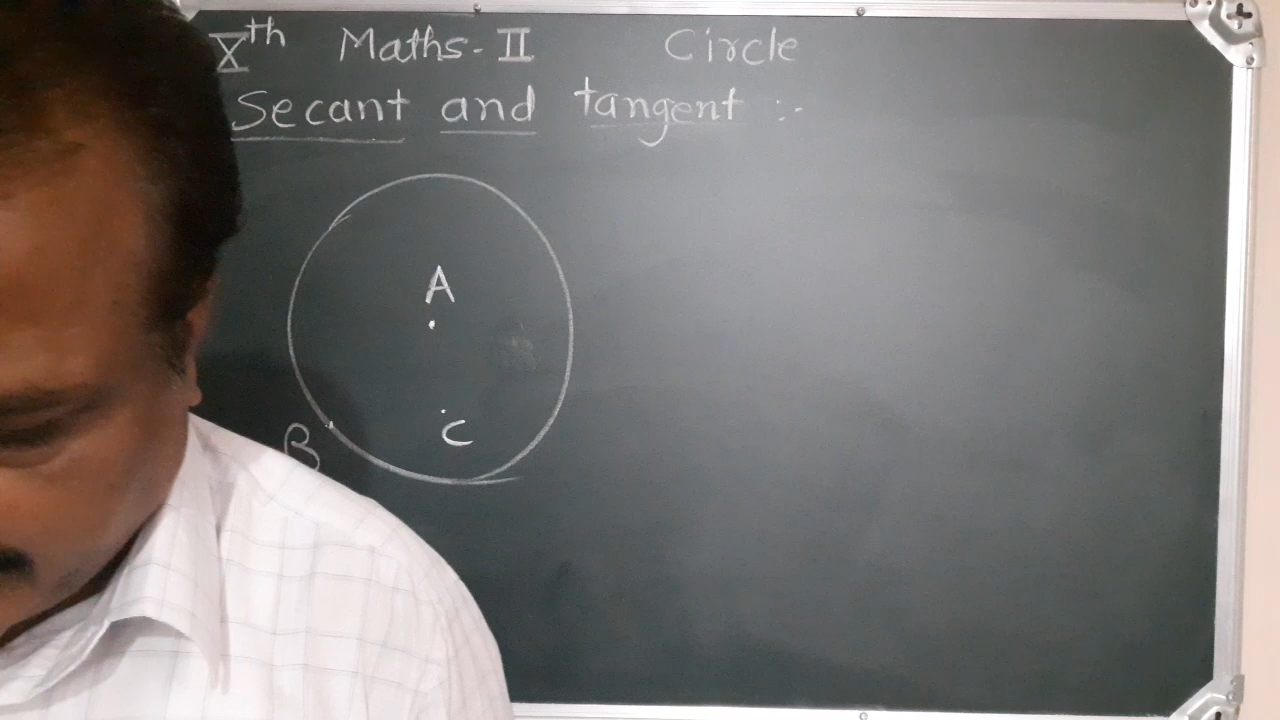 Xth Maths-II Circle
Secant and tangent :-
A
C
B